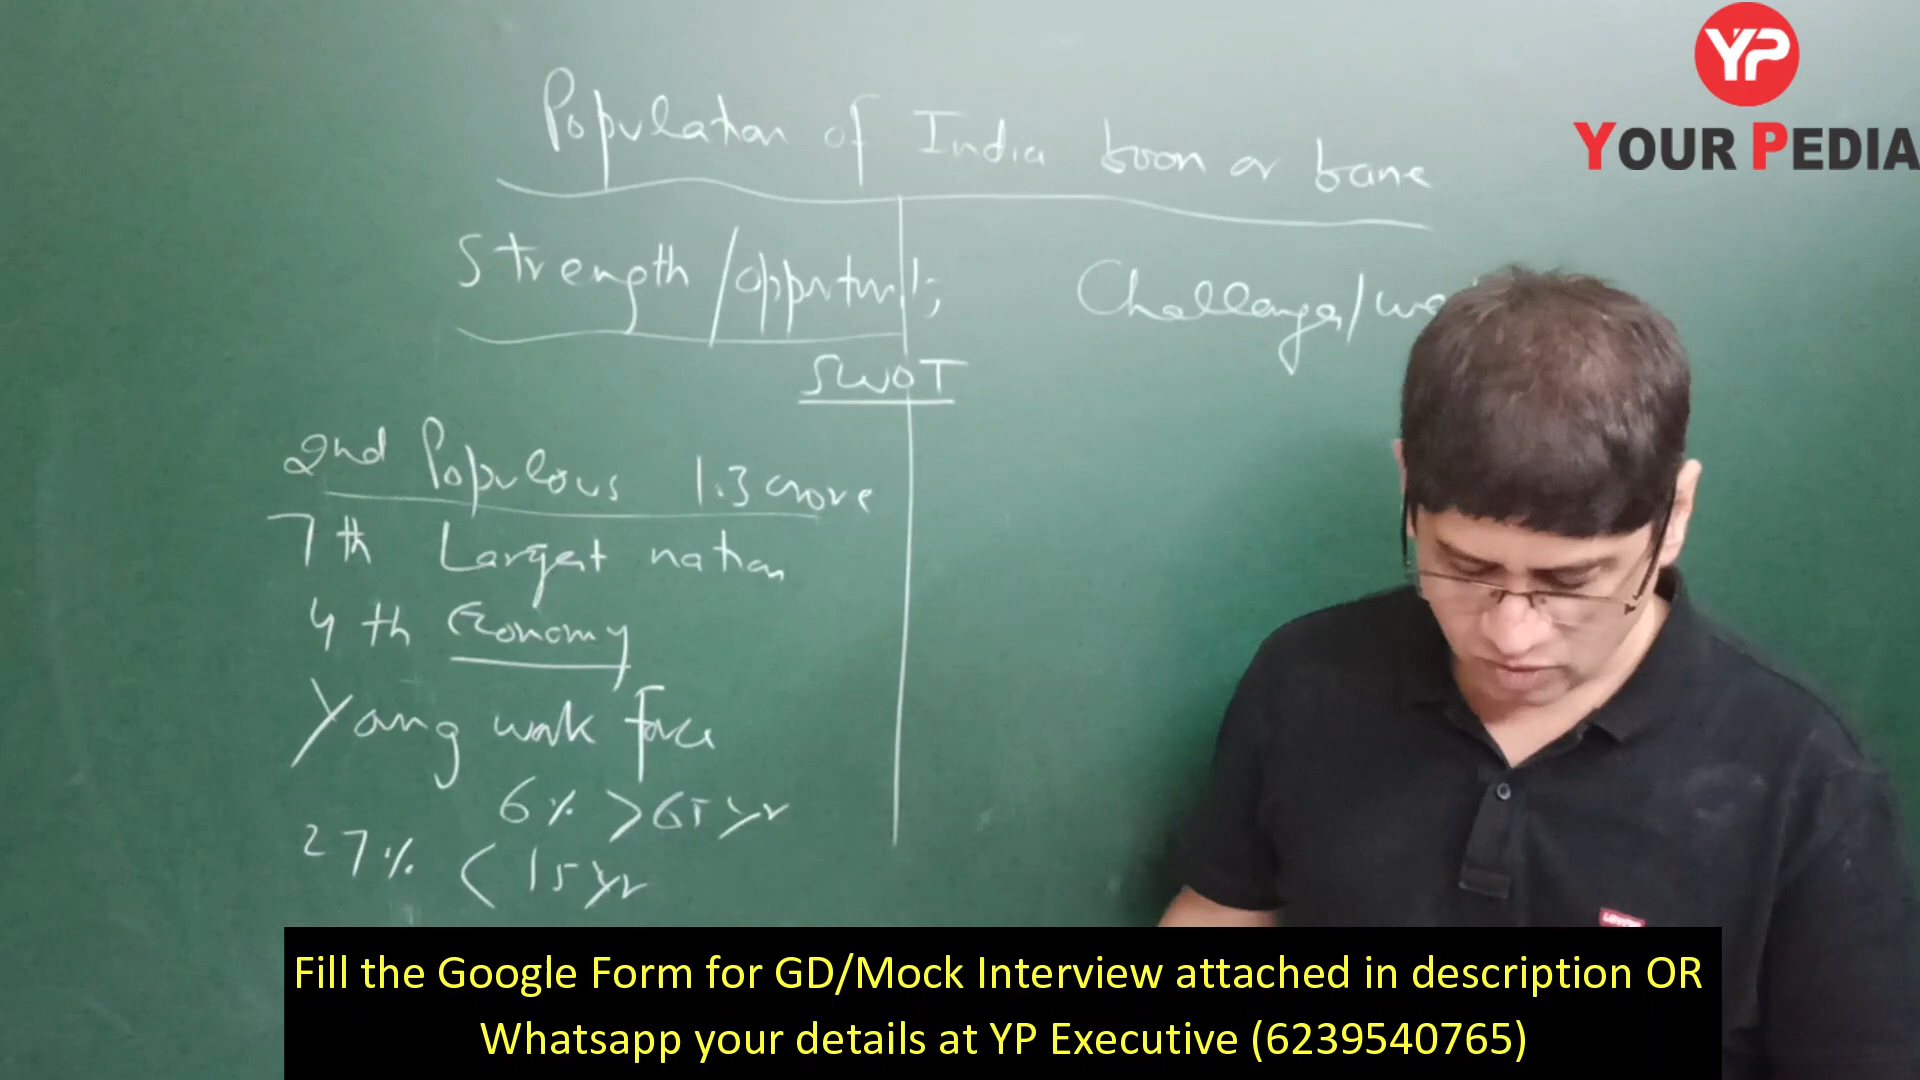 YP
YOUR PEDIA
Population of India boon or bane
Strength/
Challenges/
SWOT
2nd Populous 1.3 crore
7th Largest nation
4th Economy
Young work force
6% >65 yr
27% < 15 yr
Levi's
Fill the Google Form for GD/Mock Interview attached in description OR
Whatsapp your details at YP Executive (6239540765)